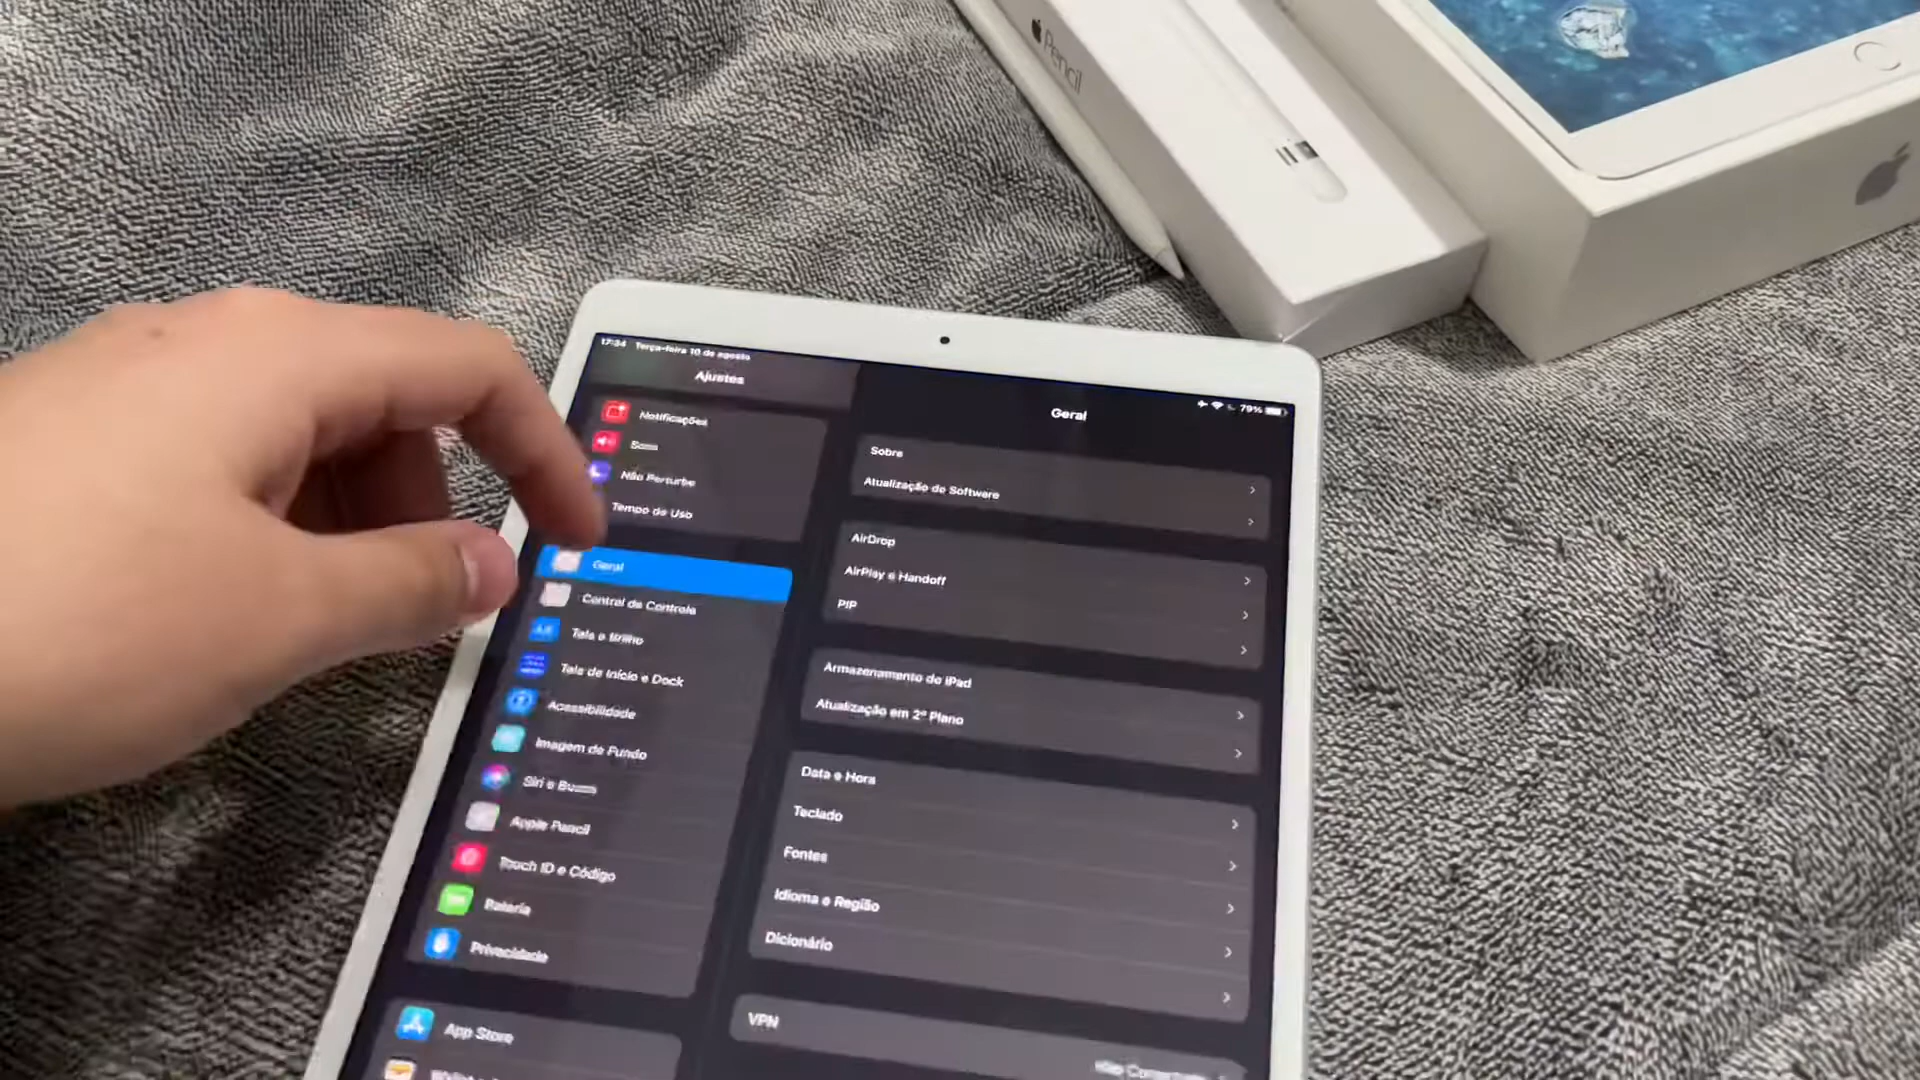 Pencil
17:34 Terça-feira 10 de agosto
79%
Ajustes
Notificações
Sons
Não Perturbe
Tempo de Uso
Geral
Central de Controle
Tela e Brilho
Tela de Início e Dock
Acessibilidade
Imagem de Fundo
Siri e Busca
Apple Pencil
Touch ID e Código
Bateria
Privacidade
App Store
Geral
Sobre
Atualização de Software
AirDrop
AirPlay e Handoff
PIP
Armazenamento do iPad
Atualização em 2º Plano
Data e Hora
Teclado
Fontes
Idioma e Região
Dicionário
VPN